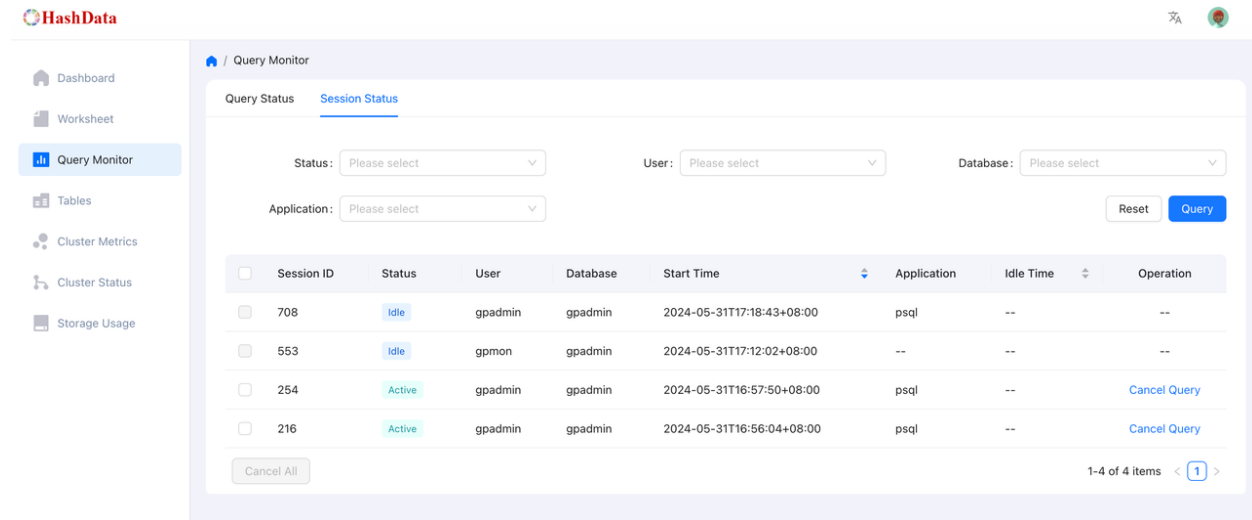 HashData
Dashboard
Worksheet
Query Monitor
Tables
Cluster Metrics
Cluster Status
Storage Usage
/ Query Monitor
Query Status Session Status
Status: Please select User: Please select Database: Please select
Application: Please select Reset Query
Session ID Status User Database Start Time Application Idle Time Operation
708 Idle gpadmin gpadmin 2024-05-31T17:18:43+08:00 psql -- --
553 Idle gpmon gpadmin 2024-05-31T17:12:02+08:00 -- -- --
254 Active gpadmin gpadmin 2024-05-31T16:57:50+08:00 psql -- Cancel Query
216 Active gpadmin gpadmin 2024-05-31T16:56:04+08:00 psql -- Cancel Query
Cancel All 1-4 of 4 items < 1 >